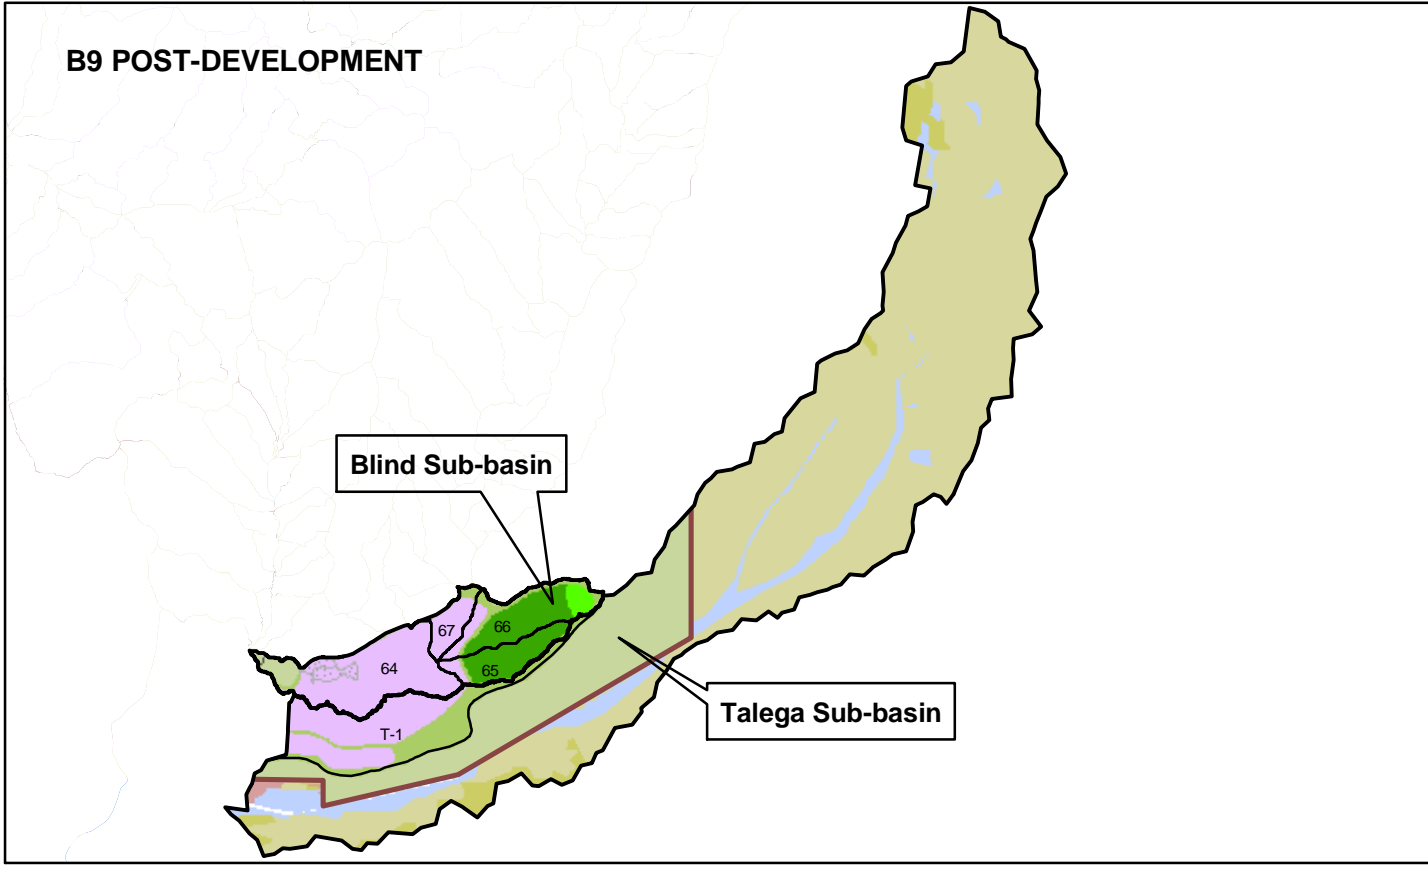 B9 POST-DEVELOPMENT
Blind Sub-basin
67
66
64
65
Talega Sub-basin
T-1